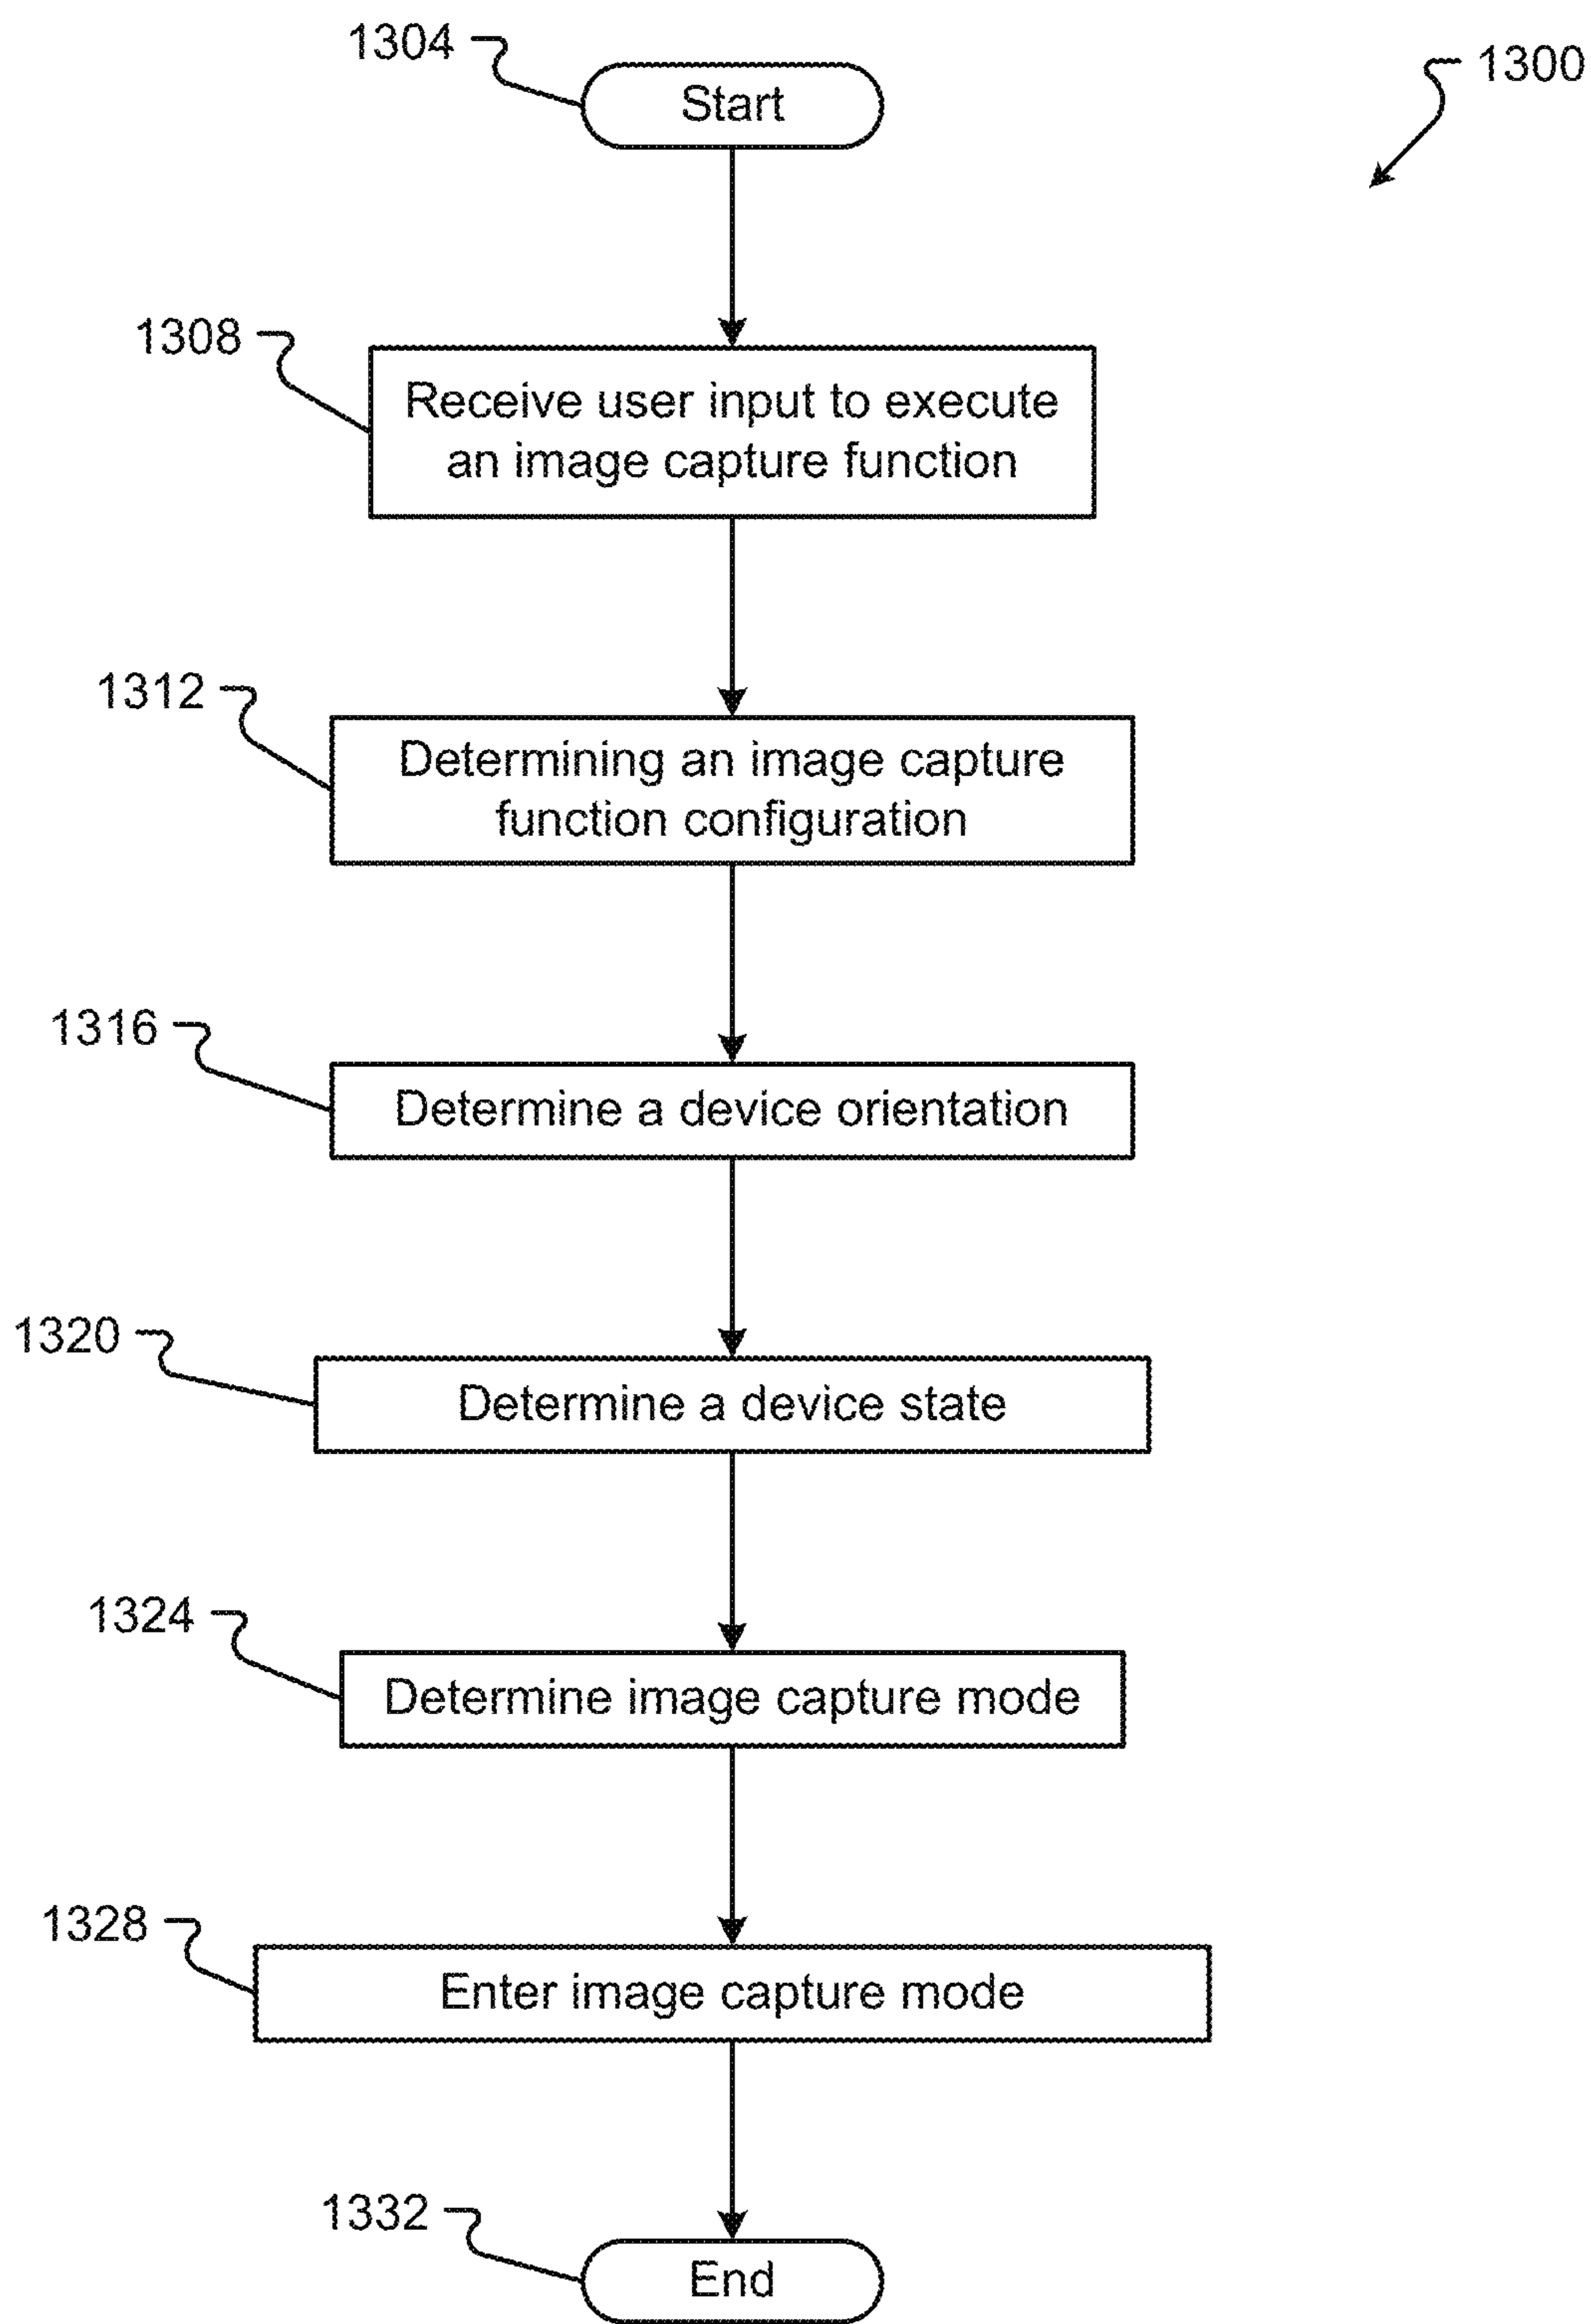 1304
Start
1300
1308
Receive user input to execute
an image capture function
1312
Determining an image capture
function configuration
1316
Determine a device orientation
1320
Determine a device state
1324
Determine image capture mode
1328
Enter image capture mode
1332
End